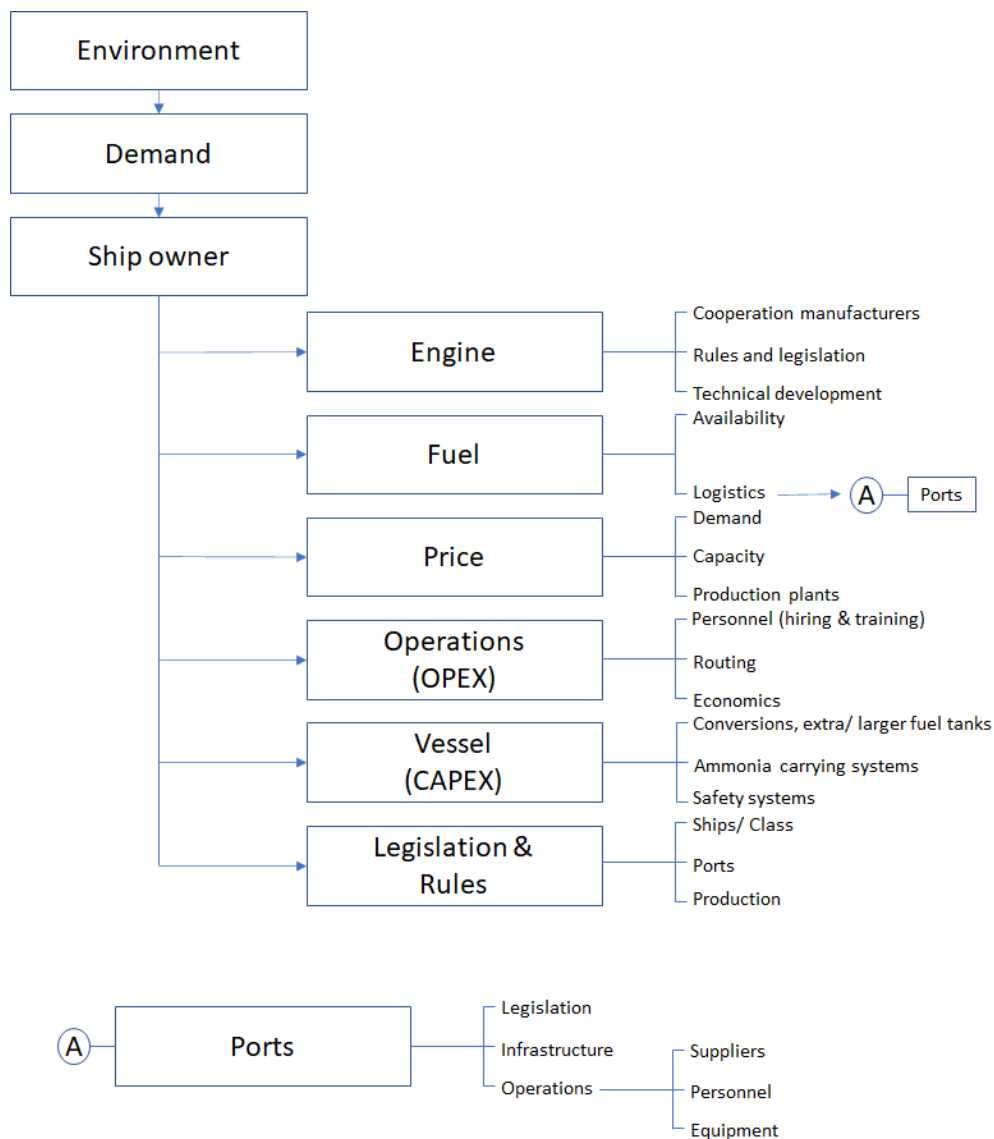 Environment
Demand
Ship owner
Engine
Cooperation manufacturers
Rules and legislation
Technical development
Fuel
Availability
Logistics
A
Ports
Price
Demand
Capacity
Production plants
Operations
(OPEX)
Personnel (hiring & training)
Routing
Economics
Vessel
(CAPEX)
Conversions, extra/ larger fuel tanks
Ammonia carrying systems
Safety systems
Legislation &
Rules
Ships/ Class
Ports
Production
A
Ports
Legislation
Infrastructure
Operations
Suppliers
Personnel
Equipment